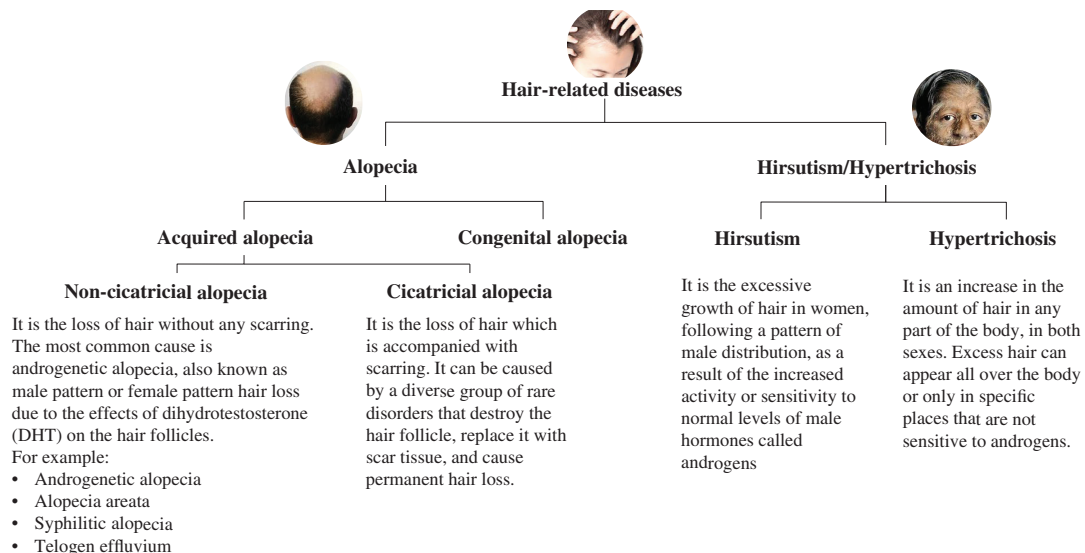 Hair-related diseases
Alopecia
Hirsutism/Hypertrichosis
Acquired alopecia
Congenital alopecia
Hirsutism
Hypertrichosis
Non-cicatricial alopecia
Cicatricial alopecia
It is the loss of hair without any scarring.
The most common cause is
androgenetic alopecia, also known as
male pattern or female pattern hair loss
due to the effects of dihydrotestosterone
(DHT) on the hair follicles.
For example:
• Androgenetic alopecia
• Alopecia areata
• Syphilitic alopecia
• Telogen effluvium
It is the loss of hair which
is accompanied with
scarring. It can be caused
by a diverse group of rare
disorders that destroy the
hair follicle, replace it with
scar tissue, and cause
permanent hair loss.
It is the excessive
growth of hair in women,
following a pattern of
male distribution, as a
result of the increased
activity or sensitivity to
normal levels of male
hormones called
androgens
It is an increase in the
amount of hair in any
part of the body, in both
sexes. Excess hair can
appear all over the body
or only in specific
places that are not
sensitive to androgens.